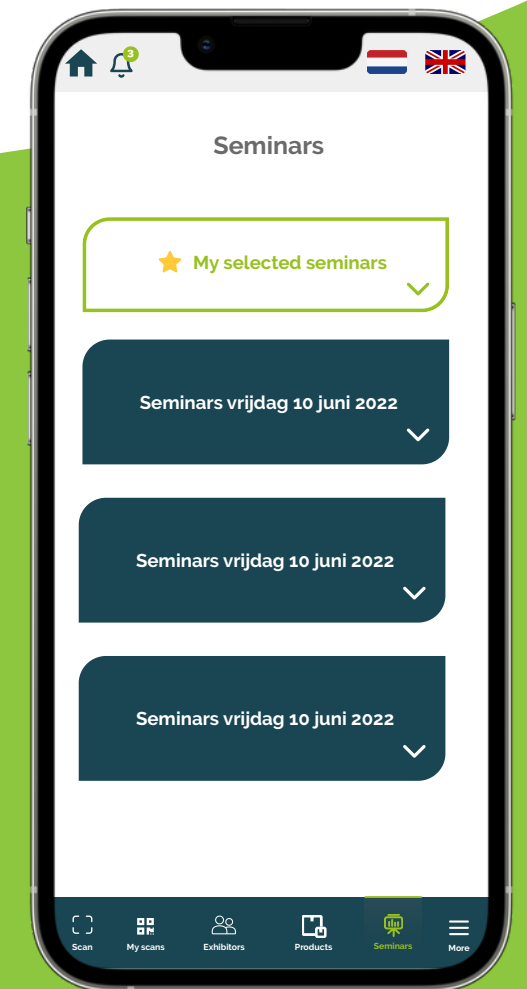 3
Seminars
My selected seminars
Seminars vrijdag 10 juni 2022
Seminars vrijdag 10 juni 2022
Seminars vrijdag 10 juni 2022
Scan My scans Exhibitors Products Seminars More